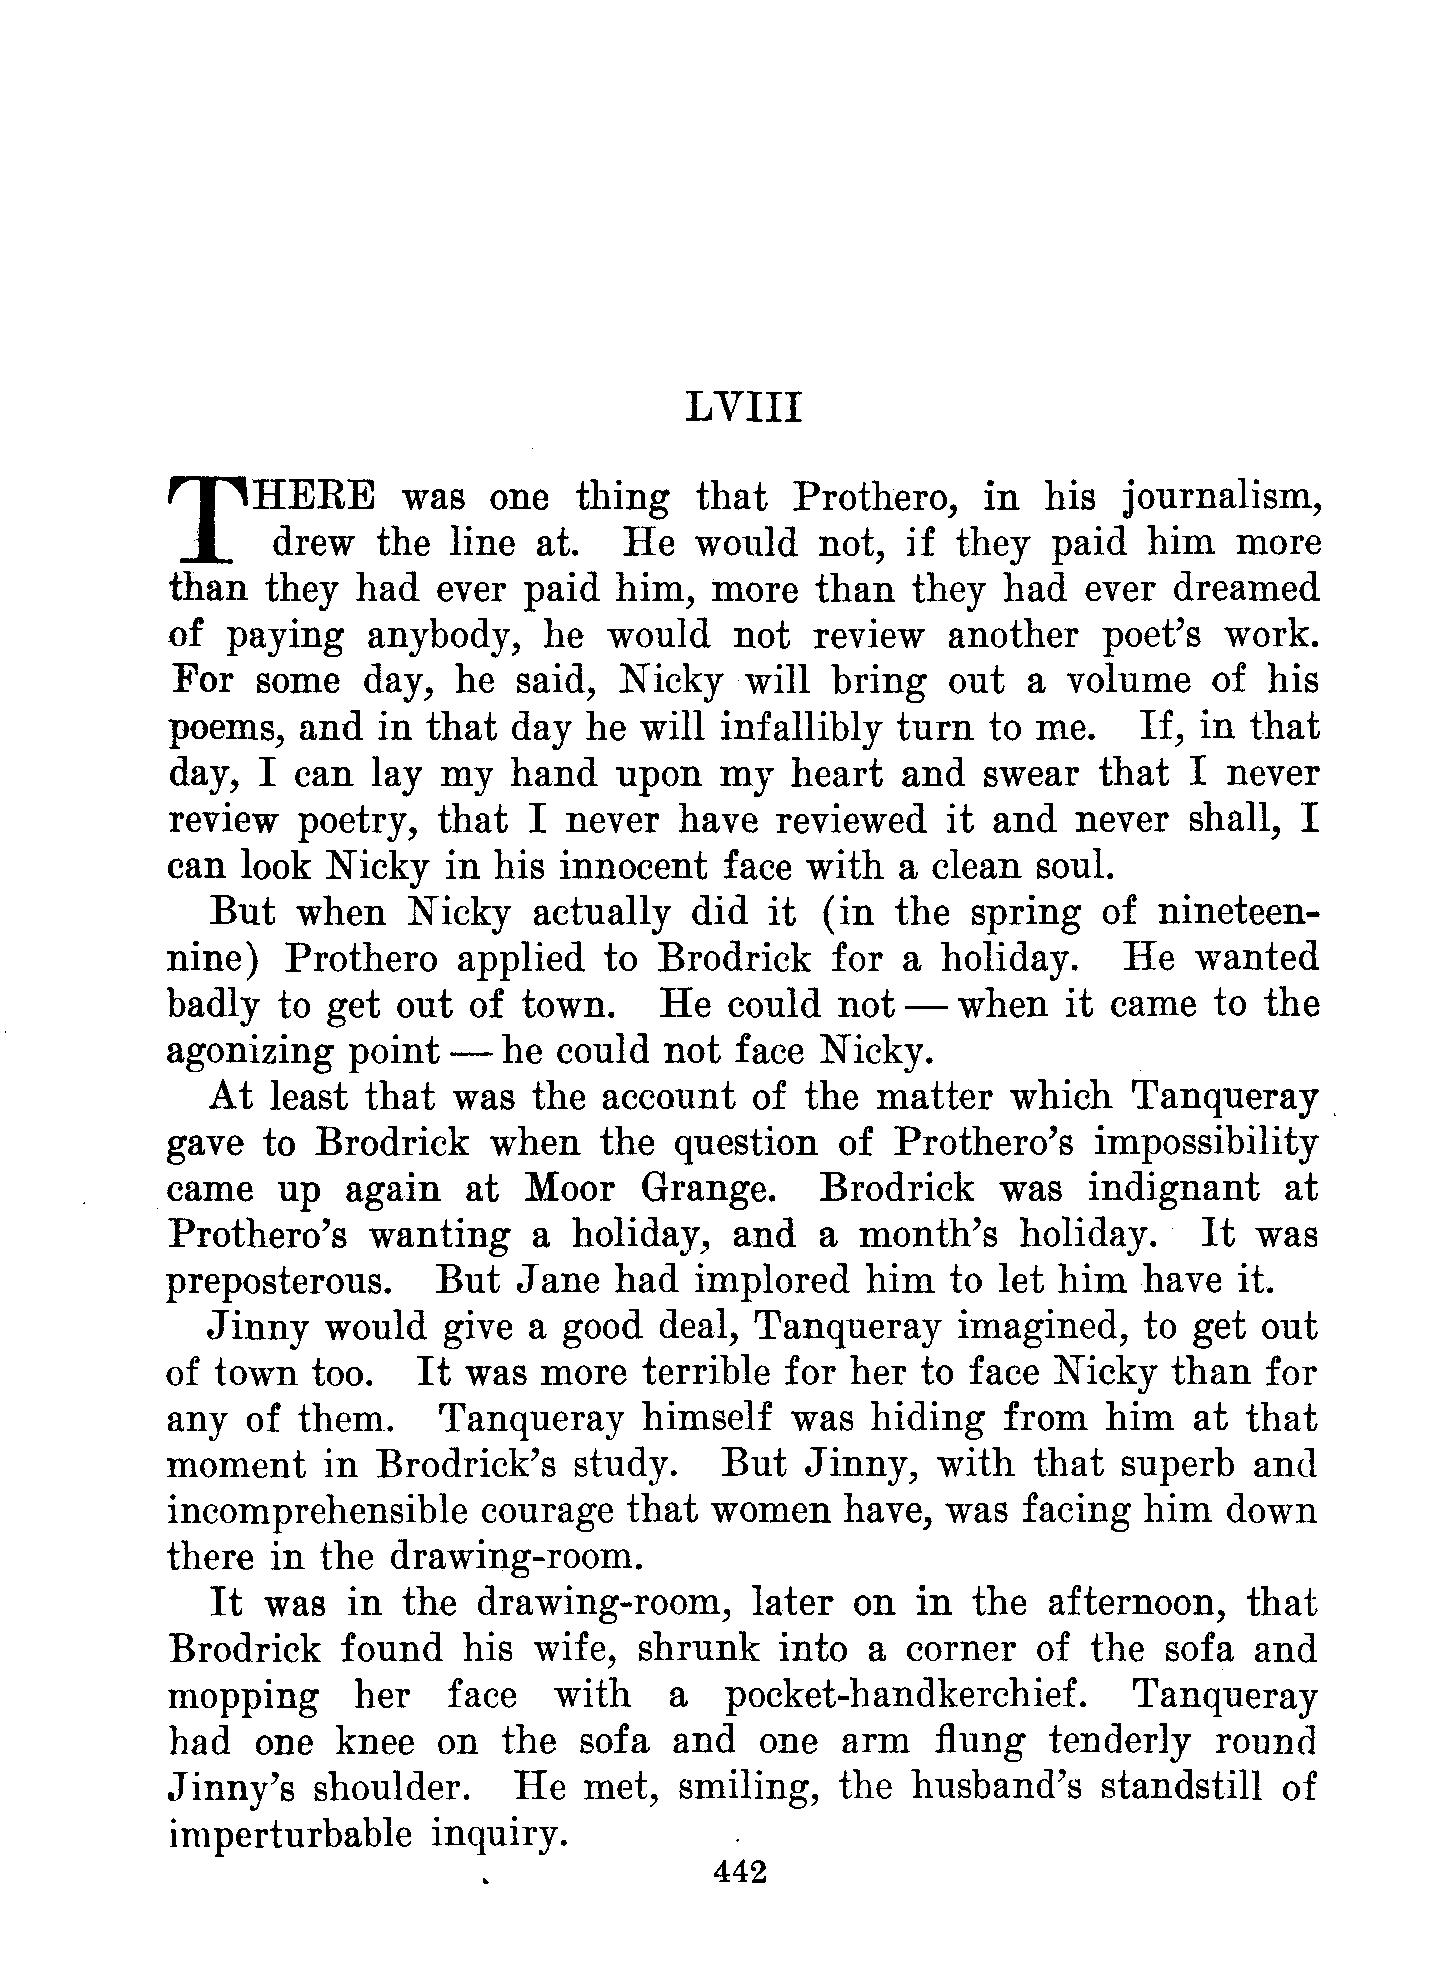 LVIII
THERE was one thing that Prothero, in his journalism,
drew the line at. He would not, if they paid him more
than they had ever paid him, more than they had ever dreamed
of paying anybody, he would not review another poet's work.
For some day, he said, Nicky will bring out a volume of his
poems, and in that day he will infallibly turn to me. If, in that
day, I can lay my hand upon my heart and swear that I never
review poetry, that I never have reviewed it and never shall, I
can look Nicky in his innocent face with a clean soul.
But when Nicky actually did it (in the spring of nineteen-
nine) Prothero applied to Brodrick for a holiday. He wanted
badly to get out of town. He could not — when it came to the
agonizing point — he could not face Nicky.
At least that was the account of the matter which Tanqueray
gave to Brodrick when the question of Prothero's impossibility
came up again at Moor Grange. Brodrick was indignant at
Prothero's wanting a holiday, and a month's holiday. It was
preposterous. But Jane had implored him to let him have it.
Jinny would give a good deal, Tanqueray imagined, to get out
of town too. It was more terrible for her to face Nicky than for
any of them. Tanqueray himself was hiding from him at that
moment in Brodrick's study. But Jinny, with that superb and
incomprehensible courage that women have, was facing him down
there in the drawing-room.
It was in the drawing-room, later on in the afternoon, that
Brodrick found his wife, shrunk into a corner of the sofa and
mopping her face with a pocket-handkerchief. Tanqueray
had one knee on the sofa and one arm flung tenderly round
Jinny's shoulder. He met, smiling, the husband's standstill of
imperturbable inquiry.
442